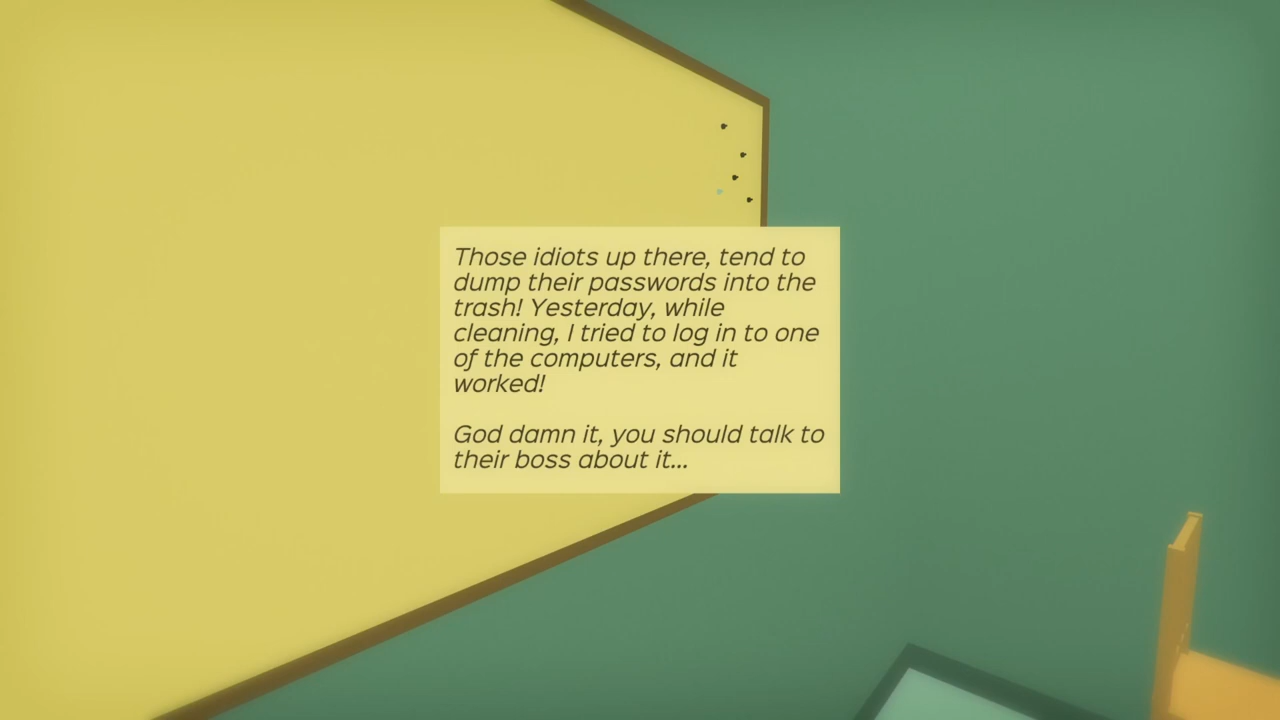 Those idiots up there, tend to
dump their passwords into the
trash! Yesterday, while
cleaning, I tried to log in to one
of the computers, and it
worked!
God damn it, you should talk to
their boss about it...